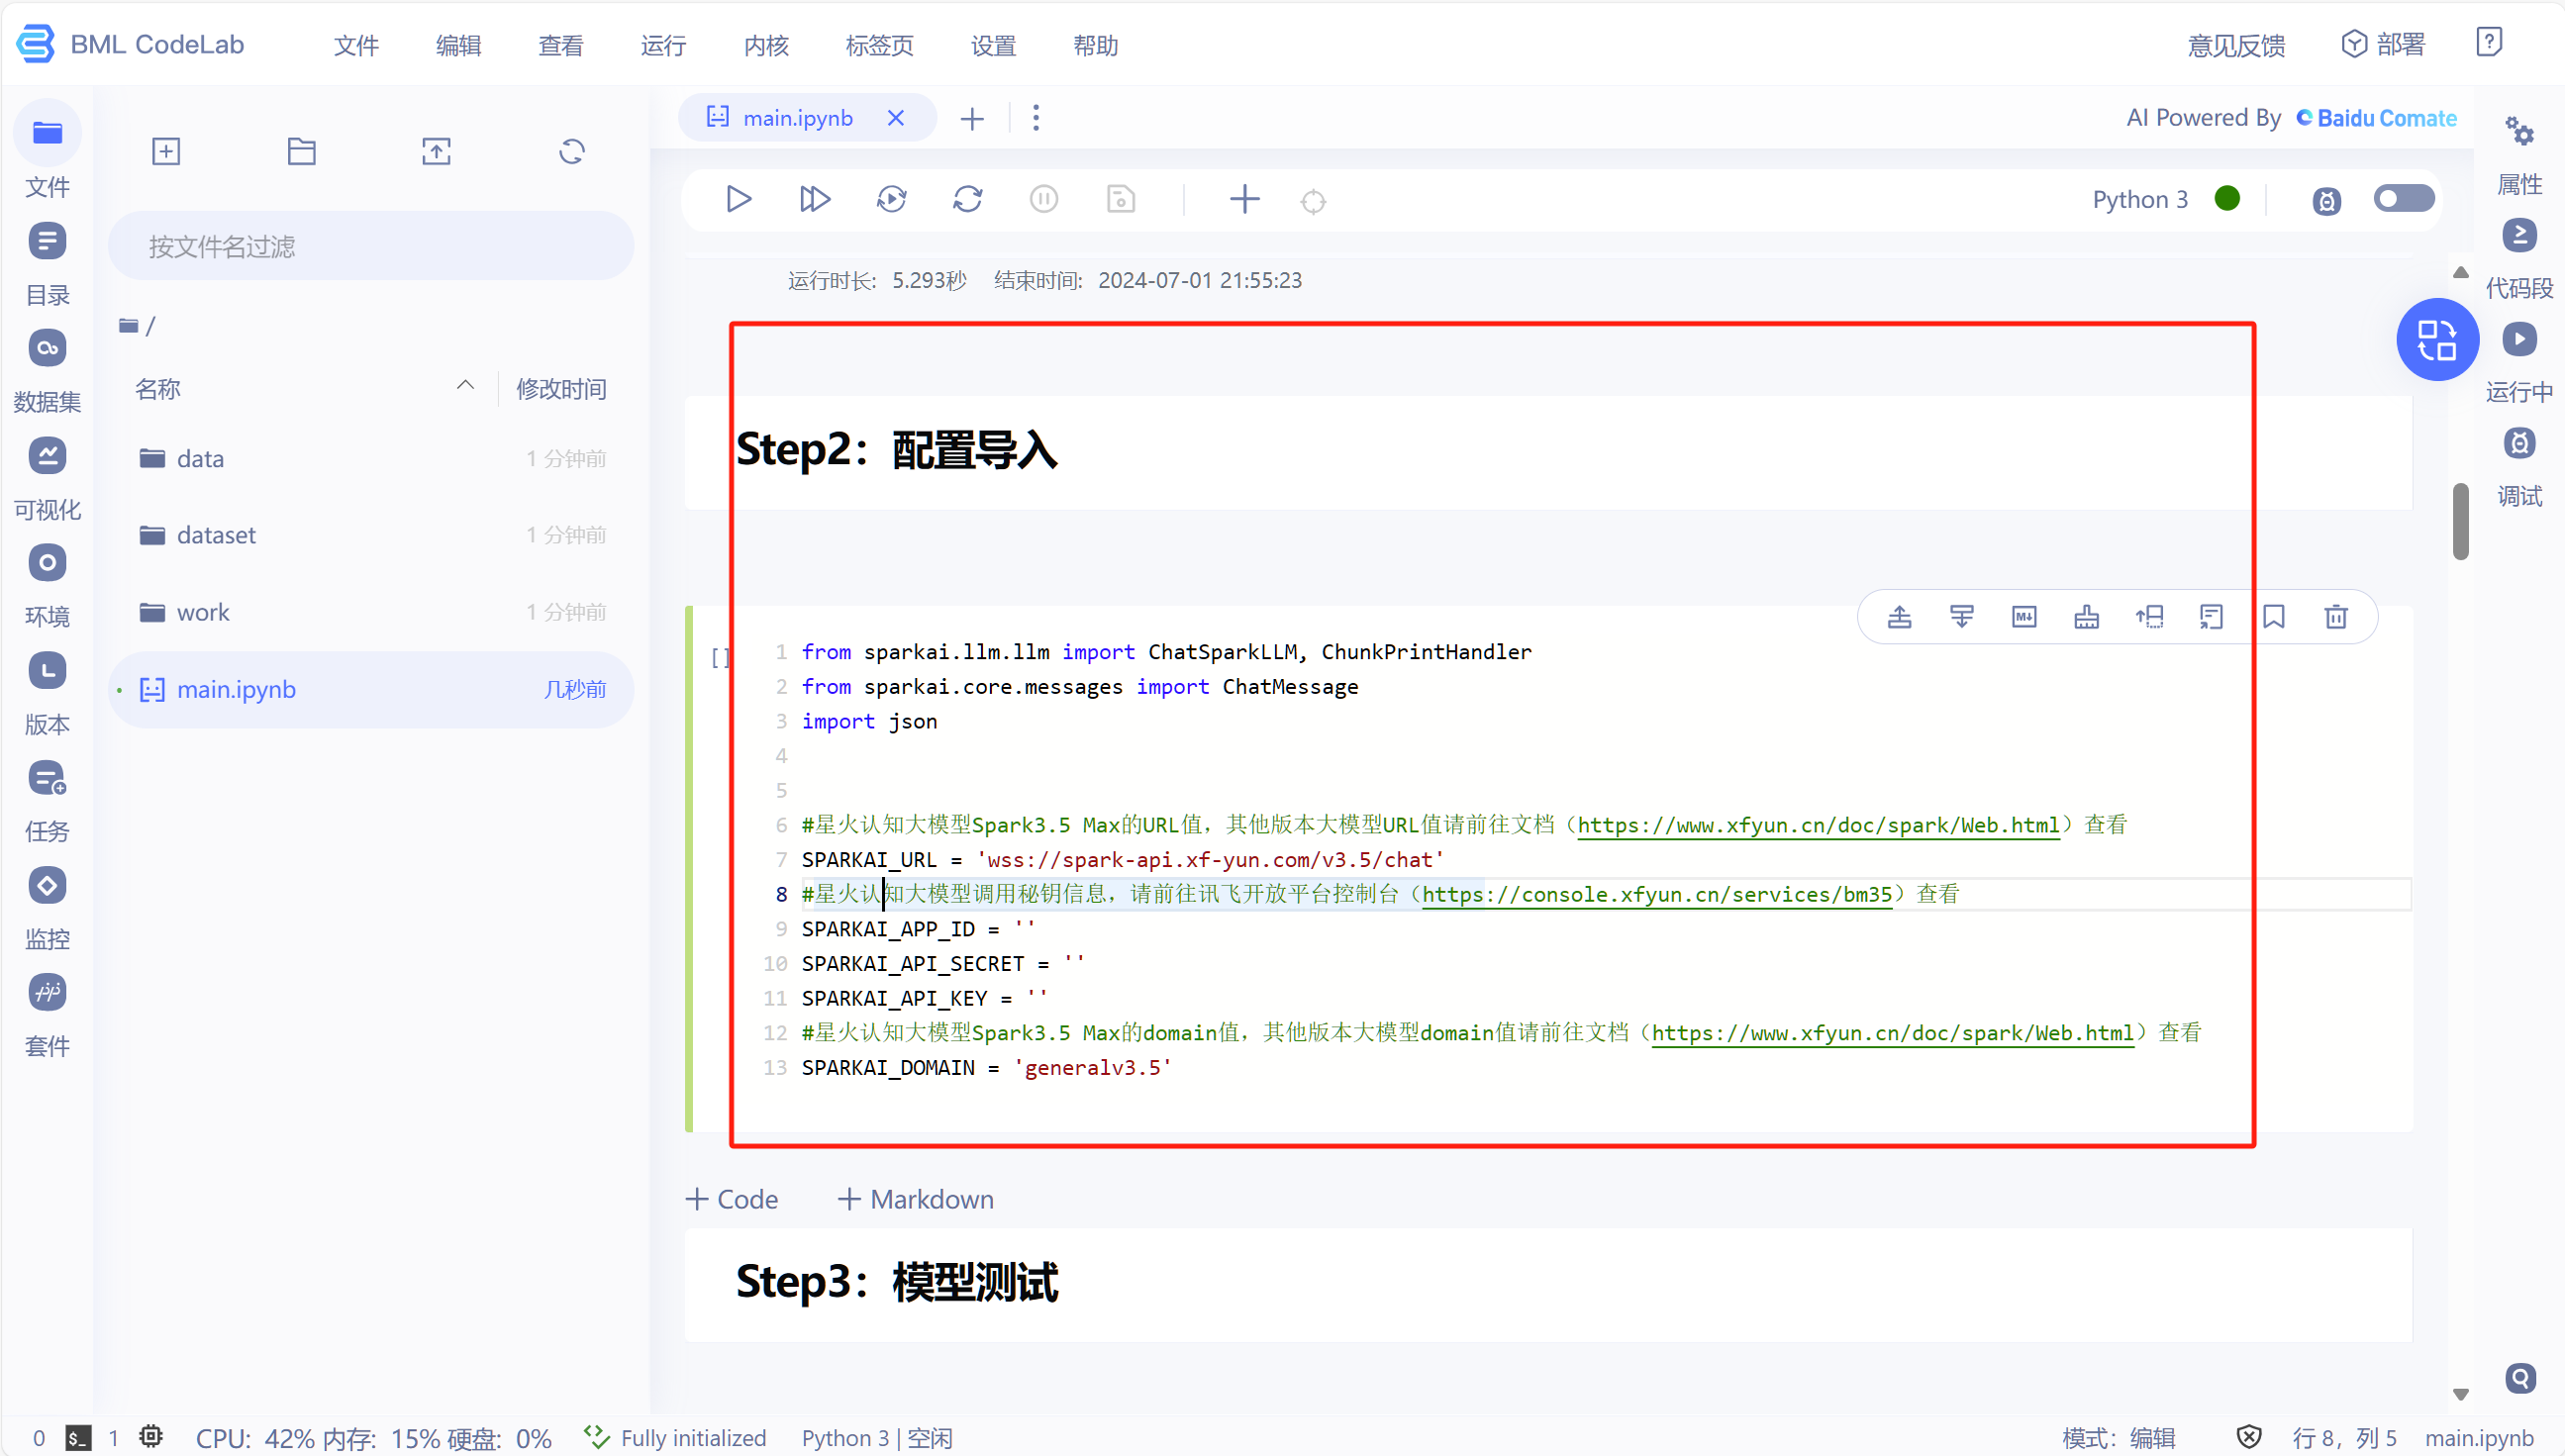 BML CodeLab 文件 编辑 查看 运行 内核 标签页 设置 帮助 意见反馈 部署
main.ipynb
AI Powered By Baidu Comate
文件
目录
数据集
可视化
环境
版本
任务
监控
套件
按文件名过滤
/
名称 修改时间
data 1 分钟前
dataset 1 分钟前
work 1 分钟前
main.ipynb 几秒前
Python 3
运行时长: 5.293秒 结束时间: 2024-07-01 21:55:23
Step2：配置导入
[ ]
1 from sparkai.llm.llm import ChatSparkLLM, ChunkPrintHandler
2 from sparkai.core.messages import ChatMessage
3 import json
4
5
6 #星火认知大模型Spark3.5 Max的URL值，其他版本大模型URL值请前往文档（https://www.xfyun.cn/doc/spark/Web.html）查看
7 SPARKAI_URL = 'wss://spark-api.xf-yun.com/v3.5/chat'
8 #星火认知大模型调用秘钥信息，请前往讯飞开放平台控制台（https://console.xfyun.cn/services/bm35）查看
9 SPARKAI_APP_ID = ''
10 SPARKAI_API_SECRET = ''
11 SPARKAI_API_KEY = ''
12 #星火认知大模型Spark3.5 Max的domain值，其他版本大模型domain值请前往文档（https://www.xfyun.cn/doc/spark/Web.html）查看
13 SPARKAI_DOMAIN = 'generalv3.5'
+ Code + Markdown
Step3：模型测试
属性
代码段
运行中
调试
0 $_ 1 CPU: 42% 内存: 15% 硬盘: 0% Fully initialized Python 3 | 空闲 模式: 编辑 行 8, 列 5 main.ipynb